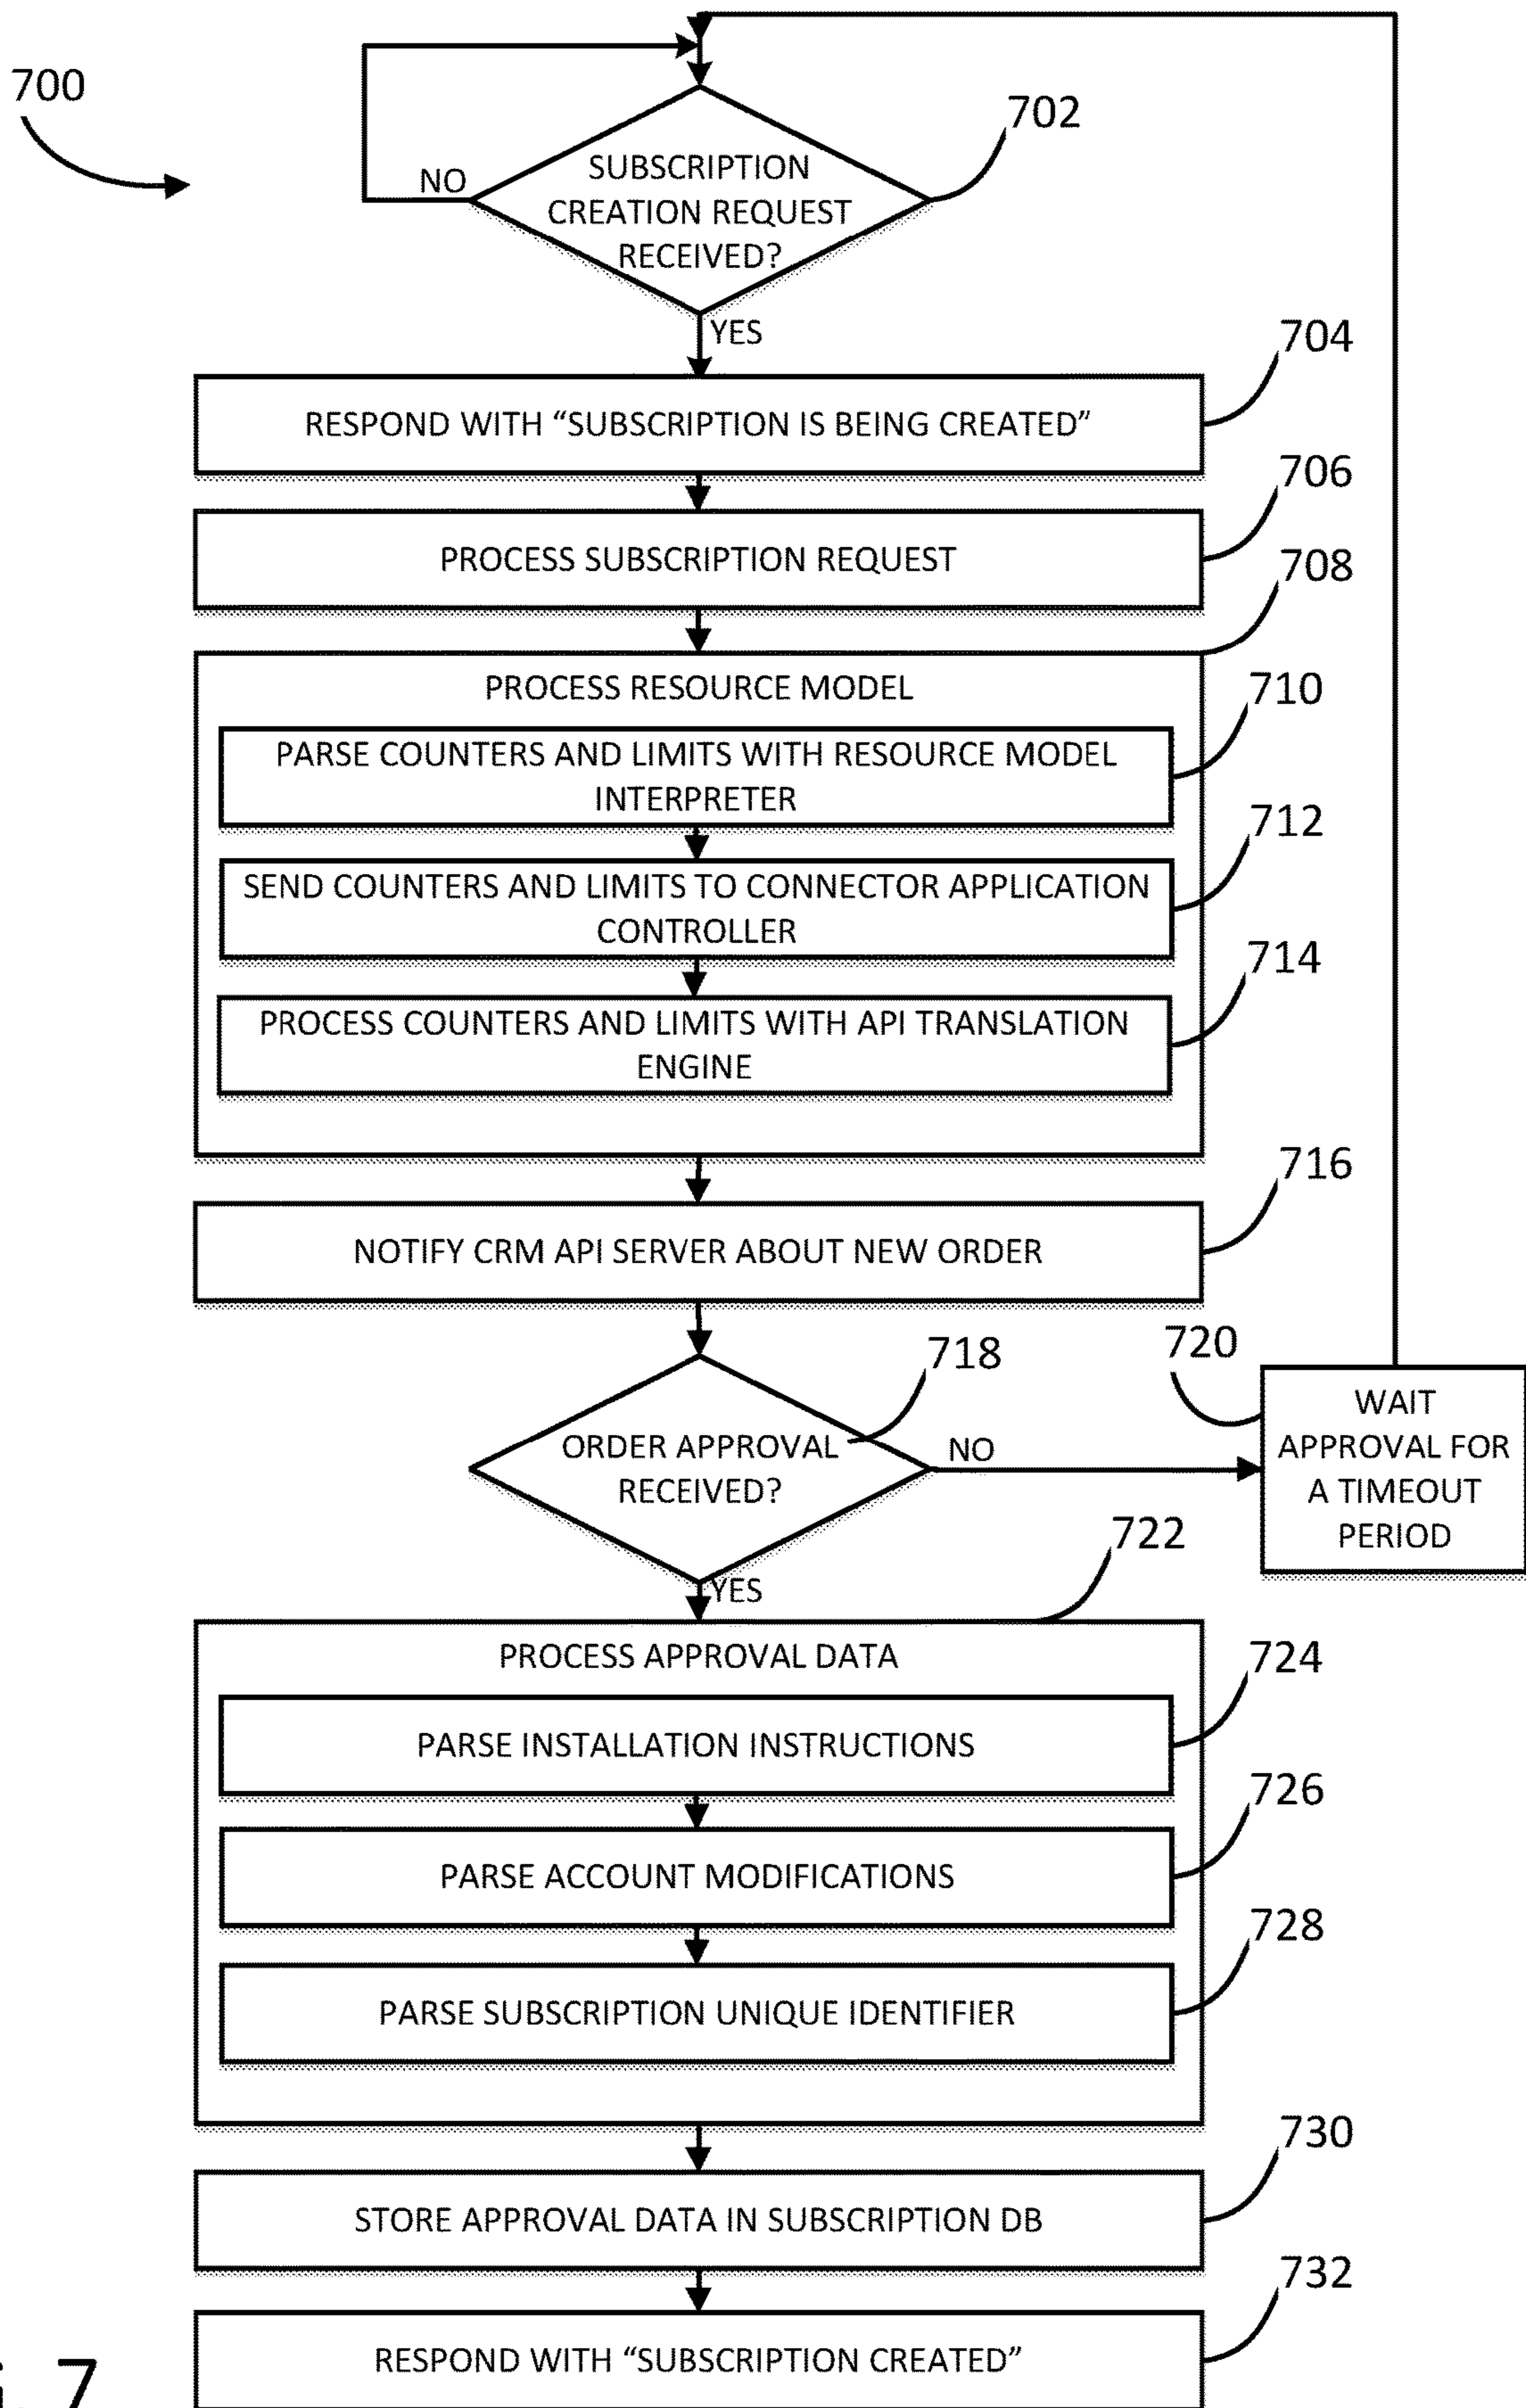 700
702
SUBSCRIPTION
CREATION REQUEST
RECEIVED?
NO
YES
704
RESPOND WITH “SUBSCRIPTION IS BEING CREATED”
706
PROCESS SUBSCRIPTION REQUEST
708
PROCESS RESOURCE MODEL
710
PARSE COUNTERS AND LIMITS WITH RESOURCE MODEL
INTERPRETER
712
SEND COUNTERS AND LIMITS TO CONNECTOR APPLICATION
CONTROLLER
714
PROCESS COUNTERS AND LIMITS WITH API TRANSLATION
ENGINE
716
NOTIFY CRM API SERVER ABOUT NEW ORDER
718
ORDER APPROVAL
RECEIVED?
NO
720
WAIT
APPROVAL FOR
A TIMEOUT
PERIOD
YES
722
PROCESS APPROVAL DATA
724
PARSE INSTALLATION INSTRUCTIONS
726
PARSE ACCOUNT MODIFICATIONS
728
PARSE SUBSCRIPTION UNIQUE IDENTIFIER
730
STORE APPROVAL DATA IN SUBSCRIPTION DB
732
RESPOND WITH “SUBSCRIPTION CREATED”
7